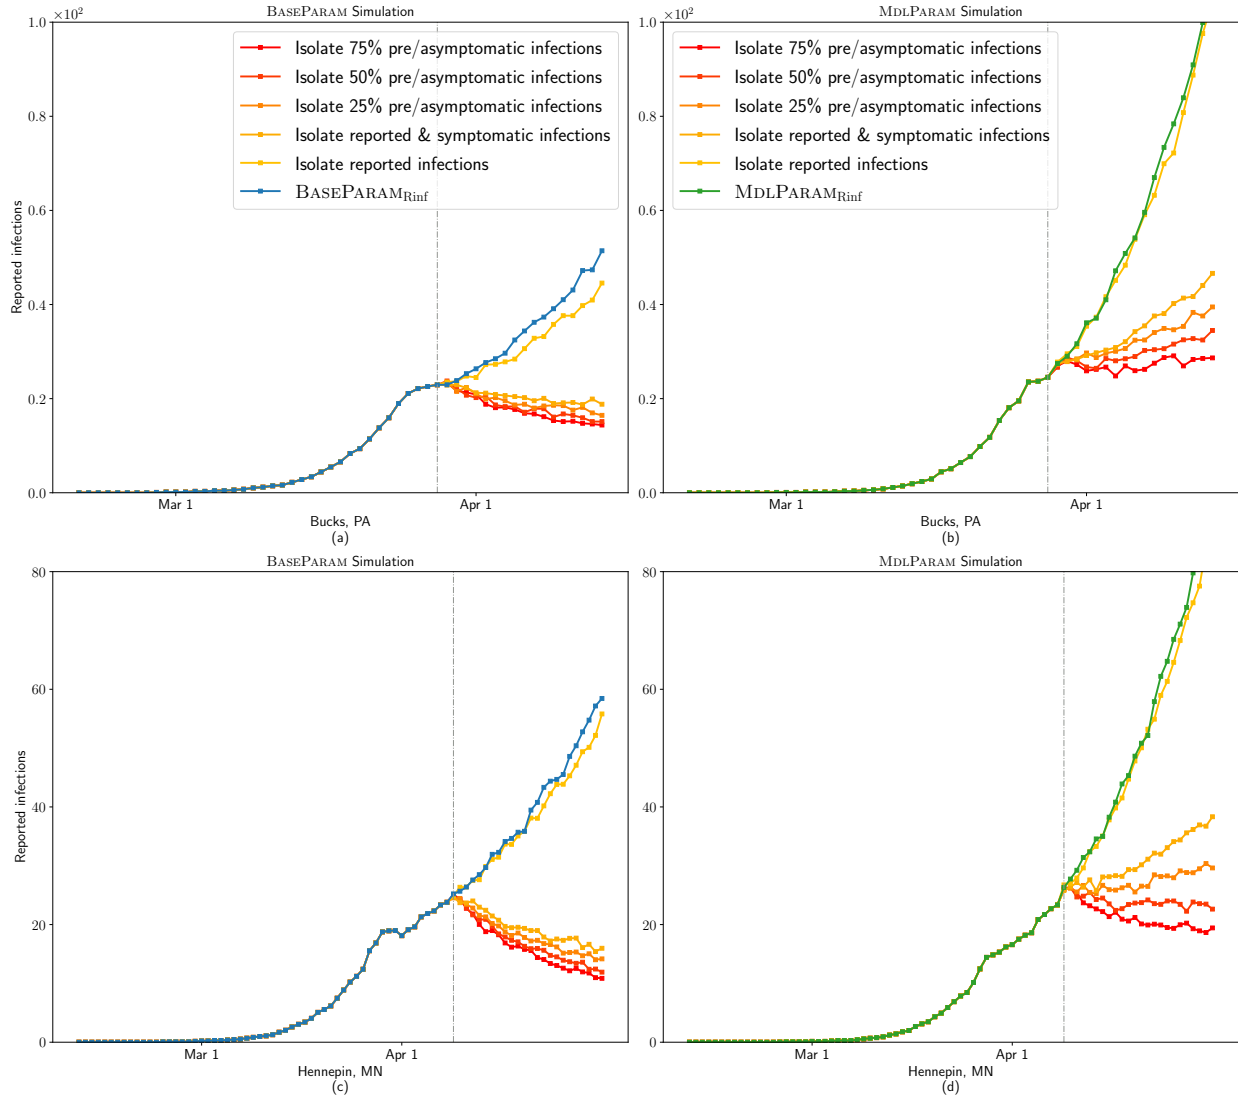 BASEPARAM Simulation
×10²
1.0
0.8
0.6
0.4
0.2
0.0
Reported infections
Isolate 75% pre/asymptomatic infections
Isolate 50% pre/asymptomatic infections
Isolate 25% pre/asymptomatic infections
Isolate reported & symptomatic infections
Isolate reported infections
BASEPARAM_Rinf
Mar 1
Apr 1
Bucks, PA
(a)
MDLPARAM Simulation
×10²
1.0
0.8
0.6
0.4
0.2
0.0
Isolate 75% pre/asymptomatic infections
Isolate 50% pre/asymptomatic infections
Isolate 25% pre/asymptomatic infections
Isolate reported & symptomatic infections
Isolate reported infections
MDLPARAM_Rinf
Mar 1
Apr 1
Bucks, PA
(b)
BASEPARAM Simulation
80
60
40
20
0
Reported infections
Mar 1
Apr 1
Hennepin, MN
(c)
MDLPARAM Simulation
80
60
40
20
0
Mar 1
Apr 1
Hennepin, MN
(d)